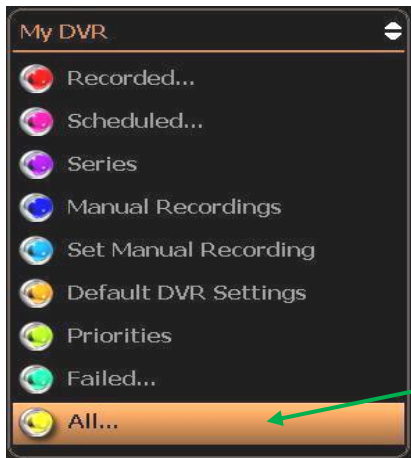 My DVR
Recorded...
Scheduled...
Series
Manual Recordings
Set Manual Recording
Default DVR Settings
Priorities
Failed...
All...